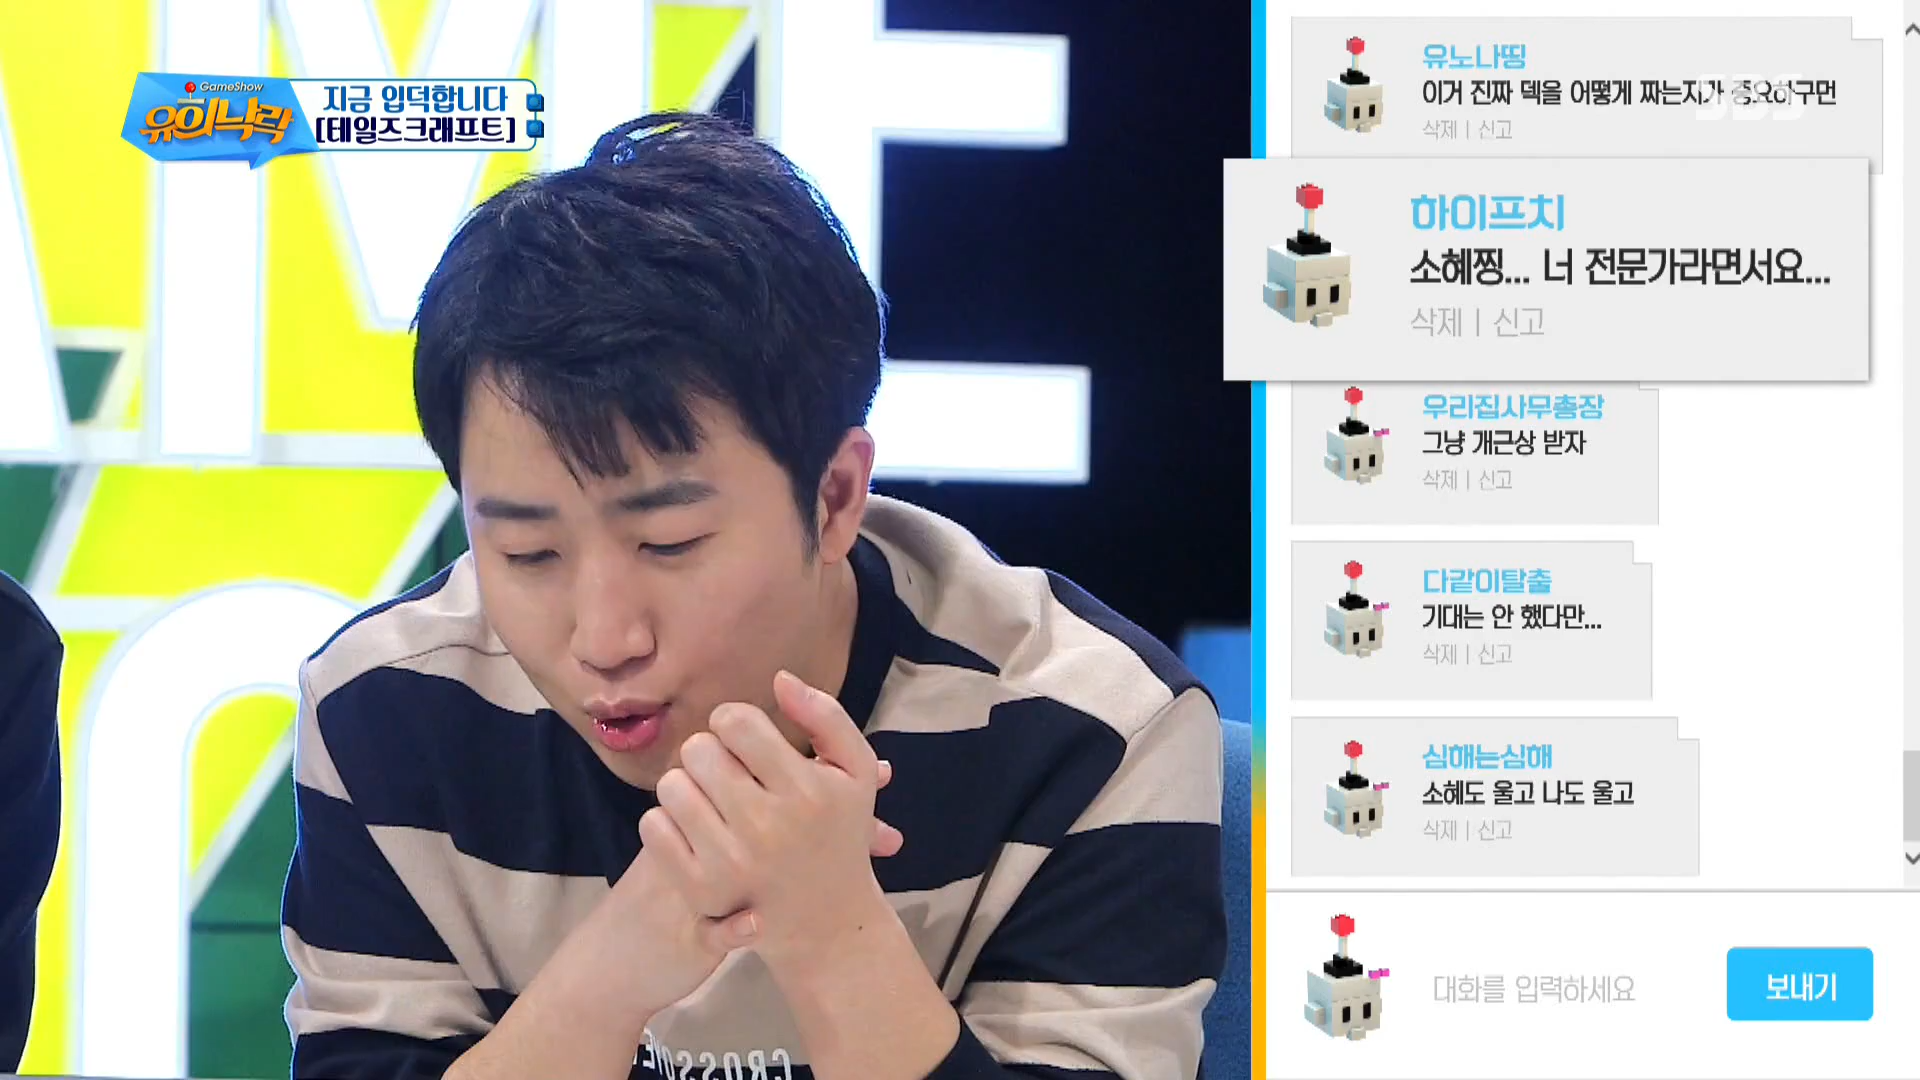 GameShow
유희낙락
지금 입덕합니다
[테일즈크래프트]
SBS
유노나띵
이거 진짜 덱을 어떻게 짜는지가 중요하구먼
삭제 | 신고
하이프치
소혜찡... 너 전문가라면서요...
삭제 | 신고
우리집사무총장
그냥 개근상 받자
삭제 | 신고
다같이탈출
기대는 안 했다만...
삭제 | 신고
심해는심해
소혜도 울고 나도 울고
삭제 | 신고
대화를 입력하세요
보내기